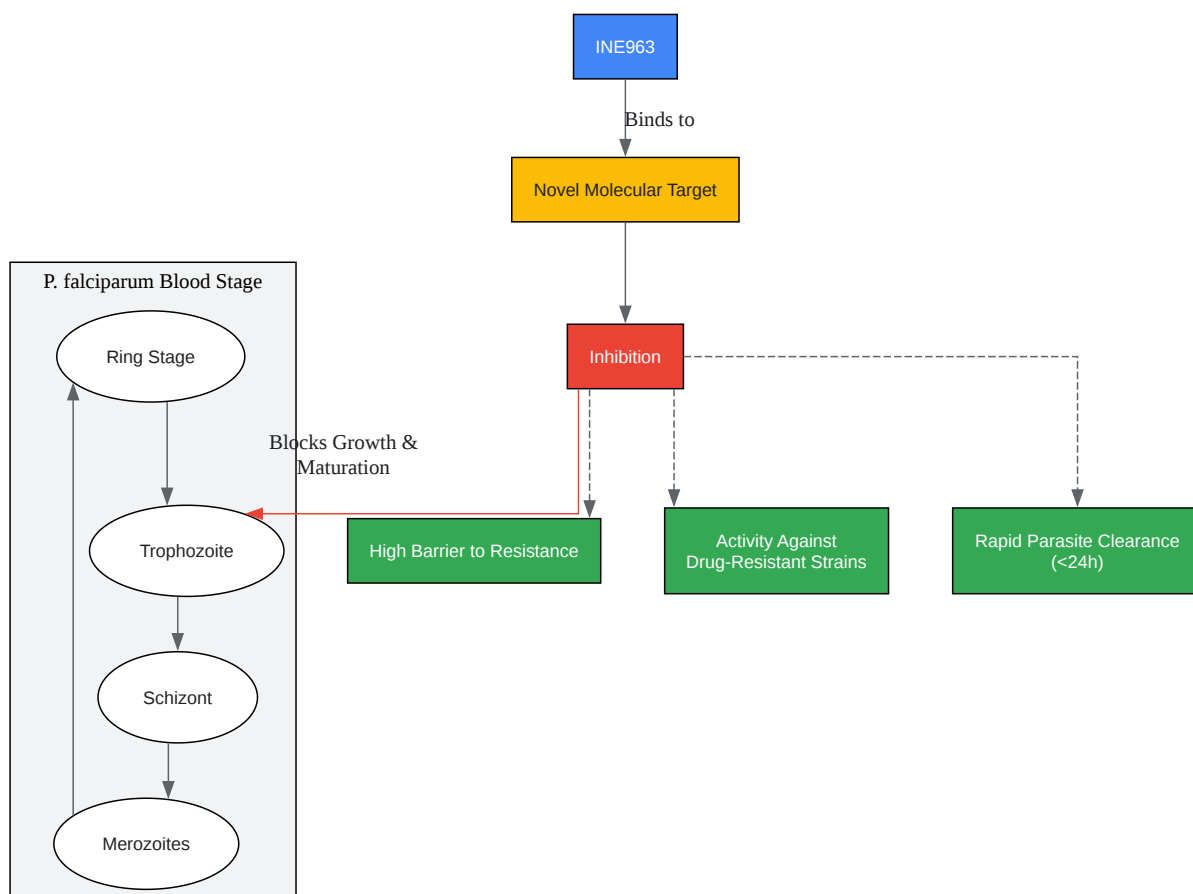 INE963
Binds to
Novel Molecular Target
P. falciparum Blood Stage
Ring Stage
Inhibition
Blocks Growth &
Maturation
Trophozoite
High Barrier to Resistance
Activity Against
Drug-Resistant Strains
Rapid Parasite Clearance
(<24h)
Schizont
Merozoites